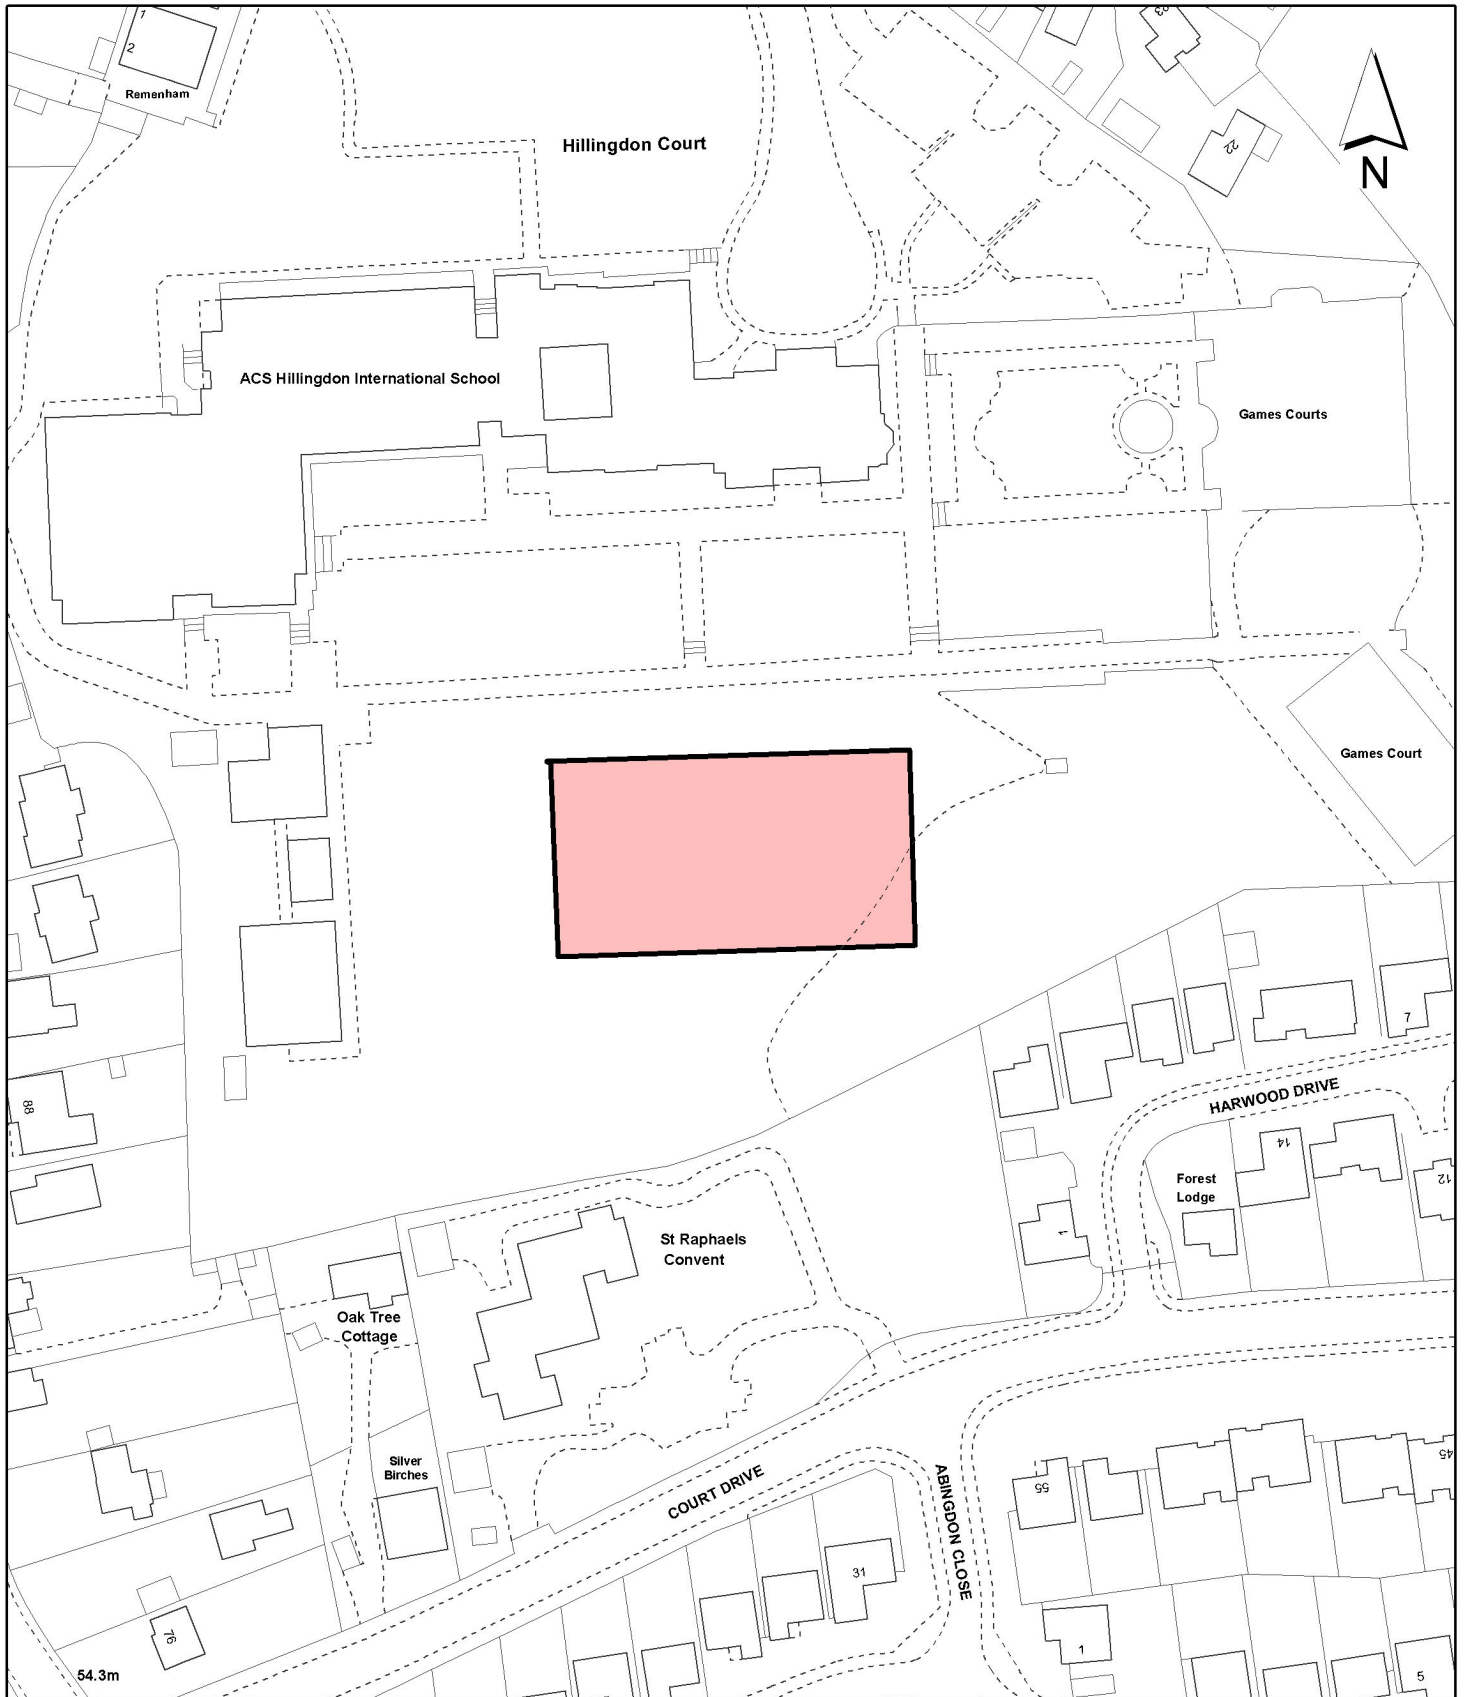 1
2
Remenham
Hillingdon Court
23
22
N
ACS Hillingdon International School
Games Courts
Games Court
7
HARWOOD DRIVE
88
14
12
Forest
Lodge
1
St Raphaels
Convent
Oak Tree
Cottage
Silver
Birches
COURT DRIVE
ABINGDON CLOSE
55
45
31
76
1
54.3m
5